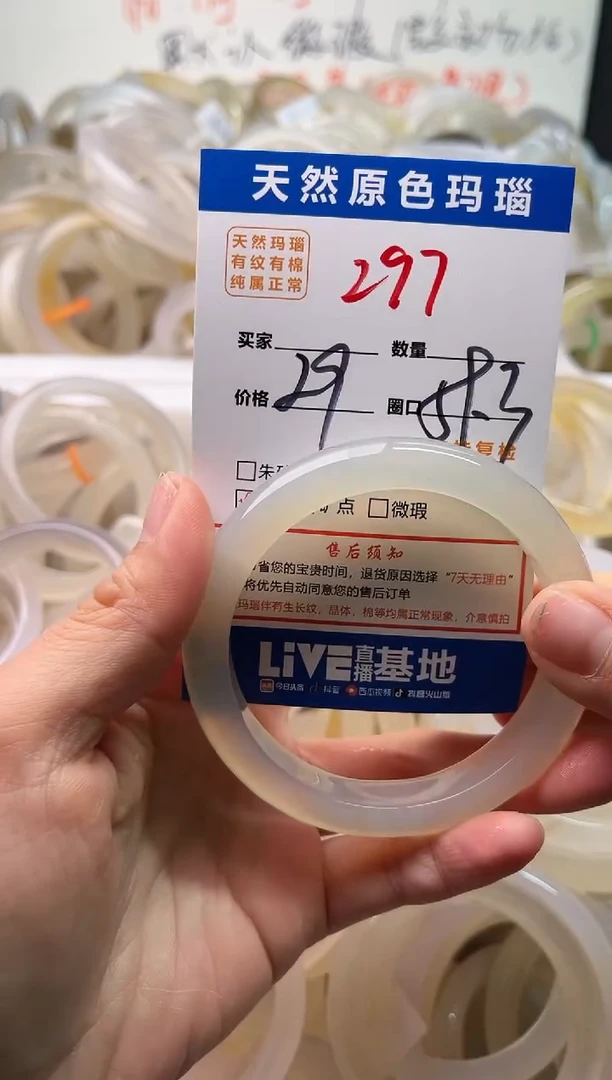 天然原色玛瑙
天然玛瑙
有纹有棉
纯属正常
297
买家 数量
价格 29 圈口 58.3
朱
矿点 微瑕
售后须知
省您的宝贵时间，退货原因选择“7天无理由”
将优先自动同意您的售后订单
玛瑙伴有生长纹，晶体，棉等均属正常现象，介意慎拍
LiVE直播基地
今日头条 抖音 西瓜视频 抖音火山版